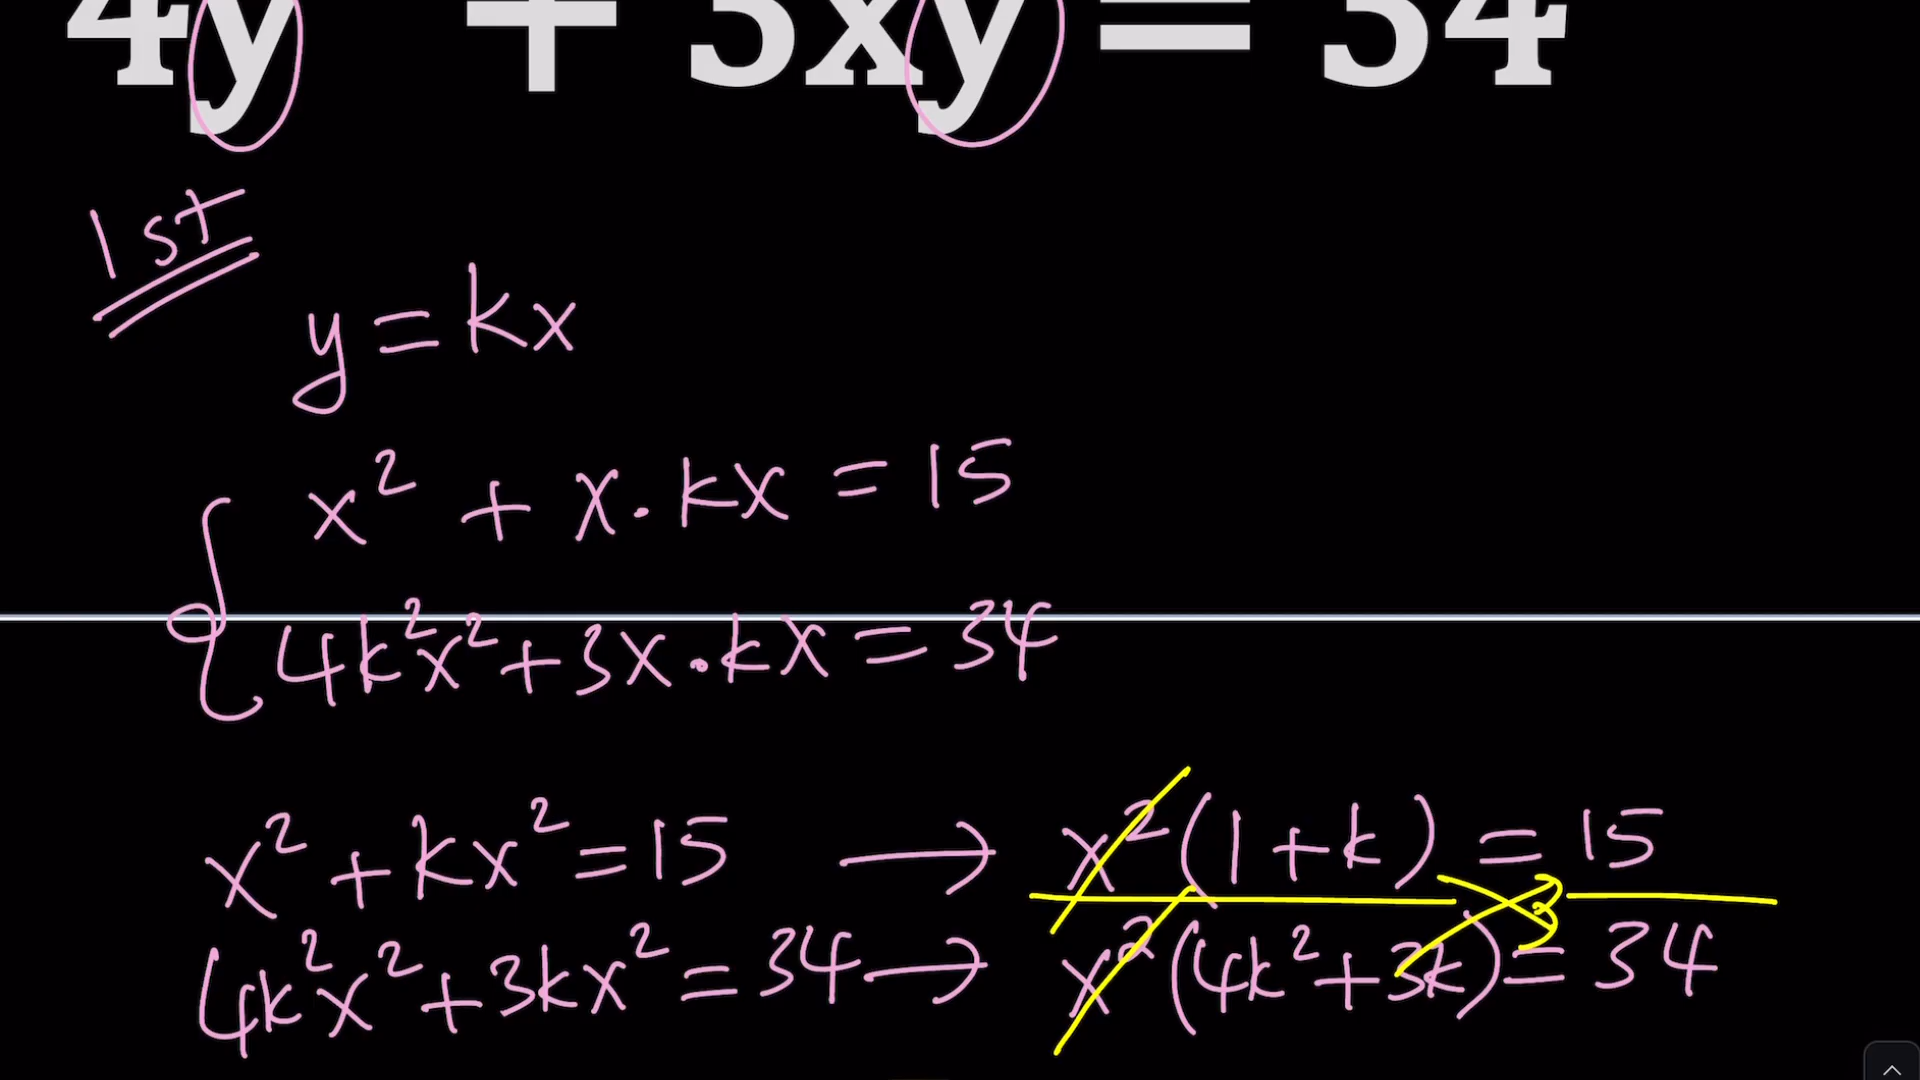 4y + 3xy = 34
1st
y = kx
x² + x · kx = 15
4k²x² + 3x · kx = 34
x² + kx² = 15 → x²(1 + k) = 15
4k²x² + 3kx² = 34 → x²(4k² + 3k) = 34